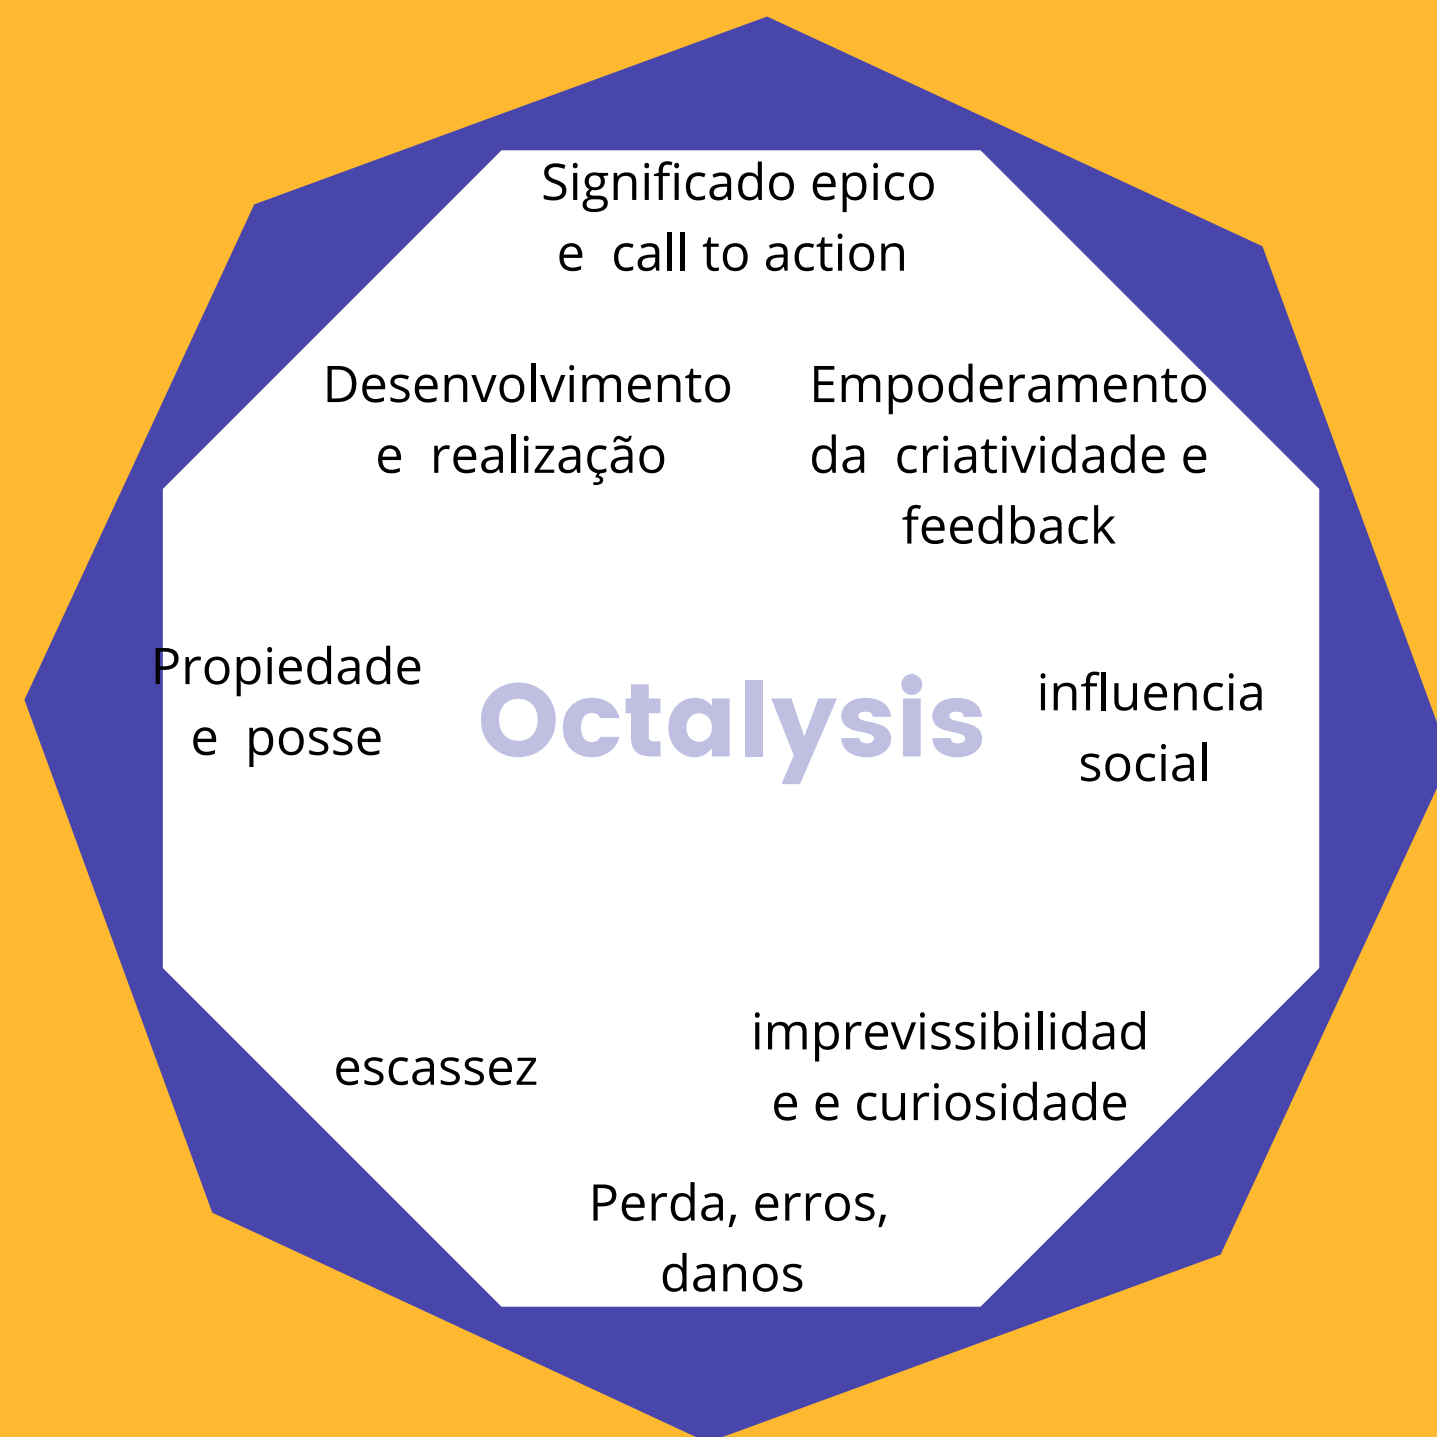 Significado epico
e call to action
Desenvolvimento
e realização
Empoderamento
da criatividade e
feedback
Propiedade
e posse
Octalysis
influencia
social
escassez
imprevissibilidad
e e curiosidade
Perda, erros,
danos